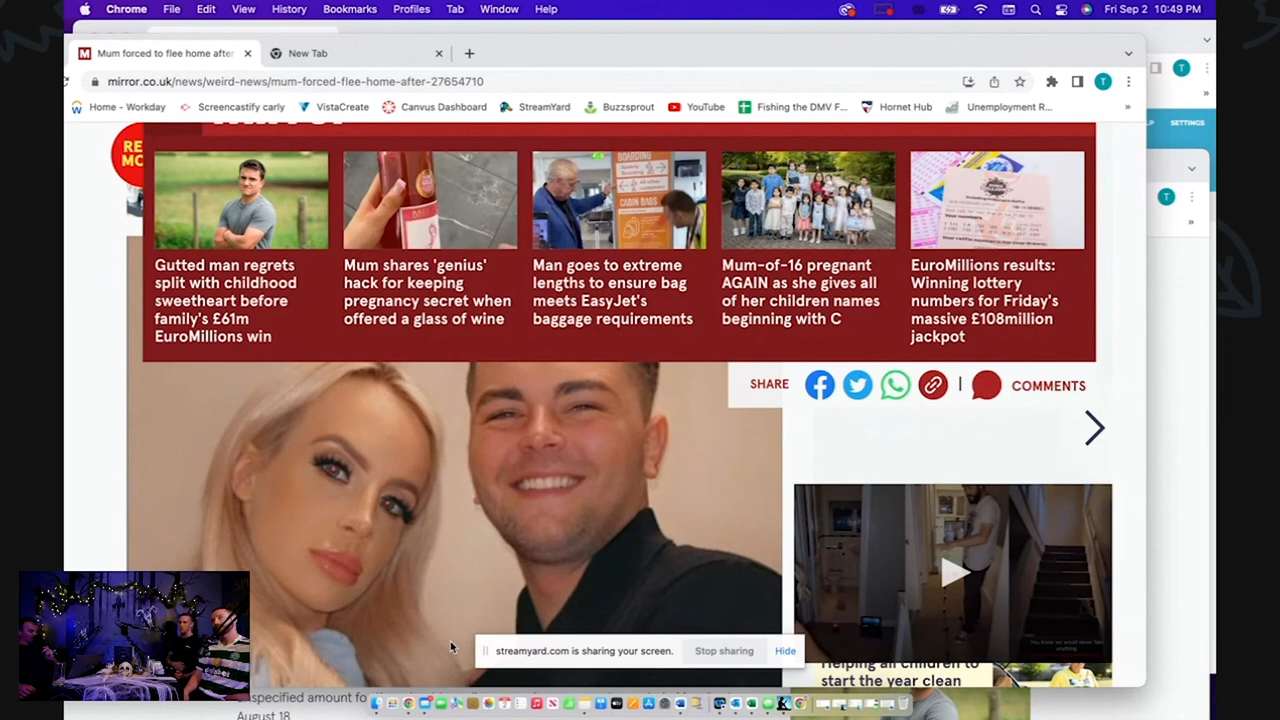 Chrome File Edit View History Bookmarks Profiles Tab Window Help Fri Sep 2 10:49 PM
Mum forced to flee home after
New Tab
mirror.co.uk/news/weird-news/mum-forced-flee-home-after-27654710
Home - Workday Screencastify carly VistaCreate Canvus Dashboard StreamYard Buzzsprout YouTube Fishing the DMV F... Hornet Hub Unemployment R...
SETTINGS
RE
MO
Gutted man regrets
split with childhood
sweetheart before
family's £61m
EuroMillions win
Mum shares 'genius'
hack for keeping
pregnancy secret when
offered a glass of wine
Man goes to extreme
lengths to ensure bag
meets EasyJet's
baggage requirements
Mum-of-16 pregnant
AGAIN as she gives all
of her children names
beginning with C
EuroMillions results:
Winning lottery
numbers for Friday's
massive £108million
jackpot
BOARDING
CABIN BAGS
SHARE
COMMENTS
streamyard.com is sharing your screen. Stop sharing Hide
Helping all children to
start the year clean
unspecified amount fo
August 18